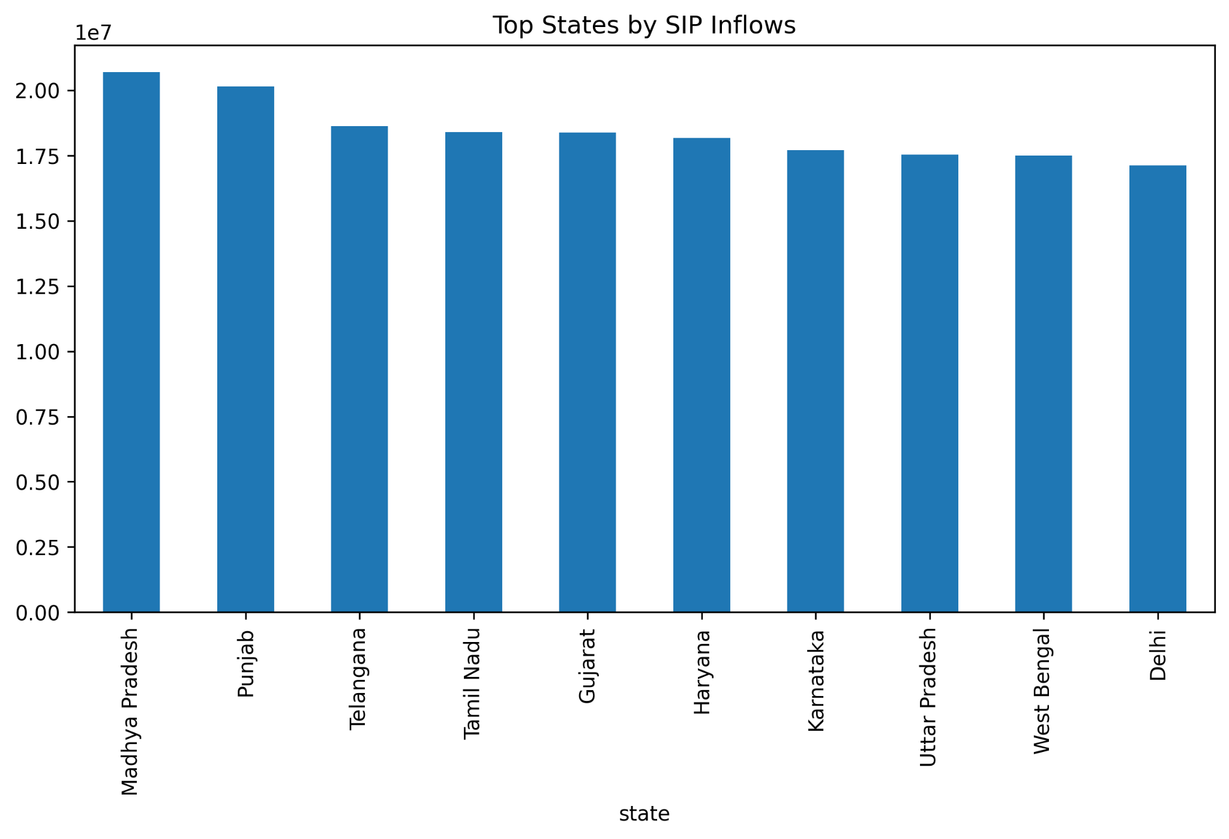 Top States by SIP Inflows
1e7
2.00
1.75
1.50
1.25
1.00
0.75
0.50
0.25
0.00
Madhya Pradesh
Punjab
Telangana
Tamil Nadu
Gujarat
Haryana
Karnataka
Uttar Pradesh
West Bengal
Delhi
state